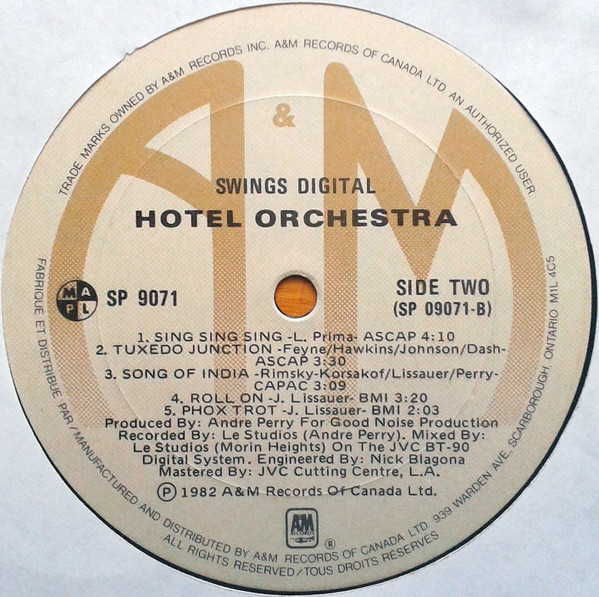 TRADE MARKS OWNED BY A&M RECORDS INC. A&M RECORDS OF CANADA LTD. AN AUTHORIZED USER
A & M
SWINGS DIGITAL
HOTEL ORCHESTRA
MAPL
SP 9071
SIDE TWO
(SP 09071-B)
1. SING SING SING -L. Prima- ASCAP 4:10
2. TUXEDO JUNCTION -Feyne/Hawkins/Johnson/Dash-
ASCAP 3:30
3. SONG OF INDIA -Rimsky-Korsakof/Lissauer/Perry-
CAPAC 3:09
4. ROLL ON -J. Lissauer- BMI 3:20
5. PHOX TROT -J. Lissauer- BMI 2:03
Produced By: Andre Perry For Good Noise Production
Recorded By: Le Studios (Andre Perry). Mixed By:
Le Studios (Morin Heights) On The JVC BT-90
Digital System. Engineered By: Nick Blagona
Mastered By: JVC Cutting Centre, L.A.
℗ 1982 A&M Records Of Canada Ltd.
A&M
RECORDS
®
FABRIQUÉ ET DISTRIBUÉ PAR / MANUFACTURED AND DISTRIBUTED BY A&M RECORDS OF CANADA LTD. 939 WARDEN AVE, SCARBOROUGH, ONTARIO M1L 4C5
ALL RIGHTS RESERVED / TOUS DROITS RESERVÉS